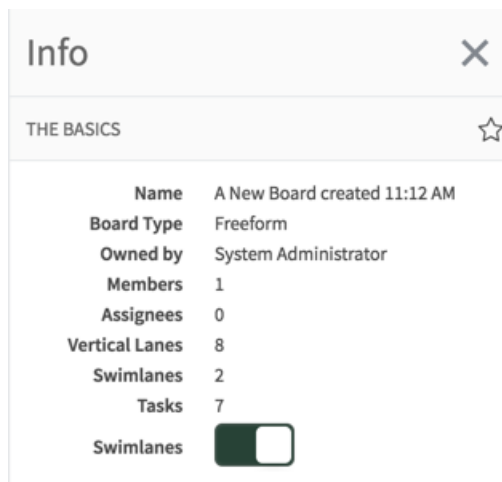 Info
THE BASICS
Name A New Board created 11:12 AM
Board Type Freeform
Owned by System Administrator
Members 1
Assignees 0
Vertical Lanes 8
Swimlanes 2
Tasks 7
Swimlanes